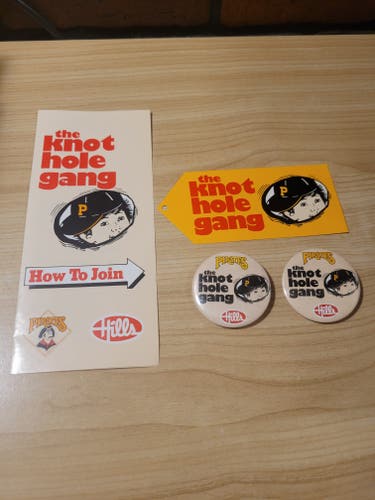 the
knot
hole
gang
P
How To Join
PIRATES
Hills
the
knot
hole
gang
P
PIRATES
the
knot
hole
gang
P
Hills
PIRATES
the
knot
hole
gang
P
Hills